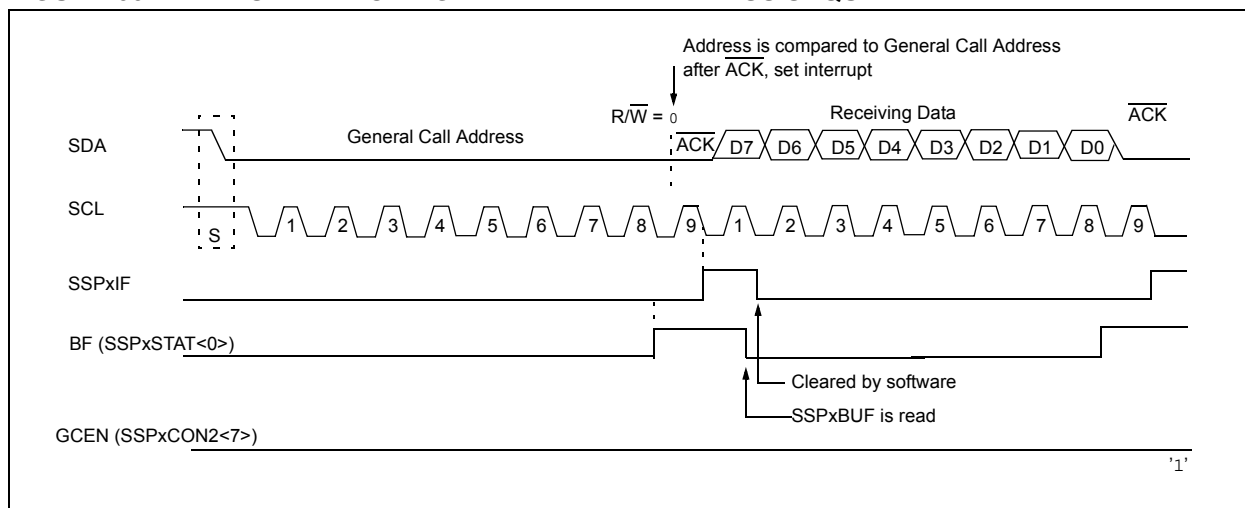 Address is compared to General Call Address
after ACK, set interrupt
R/W = 0
General Call Address
Receiving Data
ACK
SDA
ACK
D7 D6 D5 D4 D3 D2 D1 D0
SCL
S
1 2 3 4 5 6 7 8 9 1 2 3 4 5 6 7 8 9
SSPxIF
BF (SSPxSTAT<0>)
Cleared by software
SSPxBUF is read
GCEN (SSPxCON2<7>)
'1'